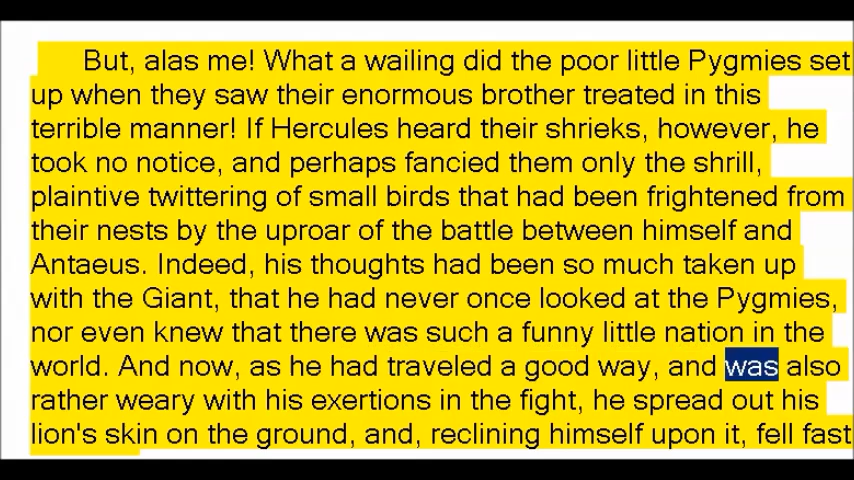 But, alas me! What a wailing did the poor little Pygmies set
up when they saw their enormous brother treated in this
terrible manner! If Hercules heard their shrieks, however, he
took no notice, and perhaps fancied them only the shrill,
plaintive twittering of small birds that had been frightened from
their nests by the uproar of the battle between himself and
Antaeus. Indeed, his thoughts had been so much taken up
with the Giant, that he had never once looked at the Pygmies,
nor even knew that there was such a funny little nation in the
world. And now, as he had traveled a good way, and was also
rather weary with his exertions in the fight, he spread out his
lion's skin on the ground, and, reclining himself upon it, fell fast